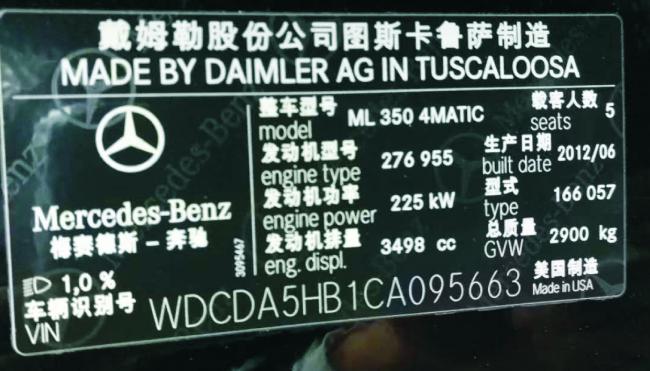 戴姆勒股份公司图斯卡鲁萨制造
MADE BY DAIMLER AG IN TUSCALOOSA
Mercedes-Benz
梅赛德斯－奔驰
1,0 %
整车型号
model
ML 350 4MATIC
载客人数
seats
5
发动机型号
engine type
276 955
生产日期
built date
2012/06
发动机功率
engine power
225 kW
型式
type
166 057
发动机排量
eng. displ.
3498 cc
总质量
GVW
2900 kg
3095467
车辆识别号
VIN
WDCDA5HB1CA095663
美国制造
Made in USA
Mercedes-Benz